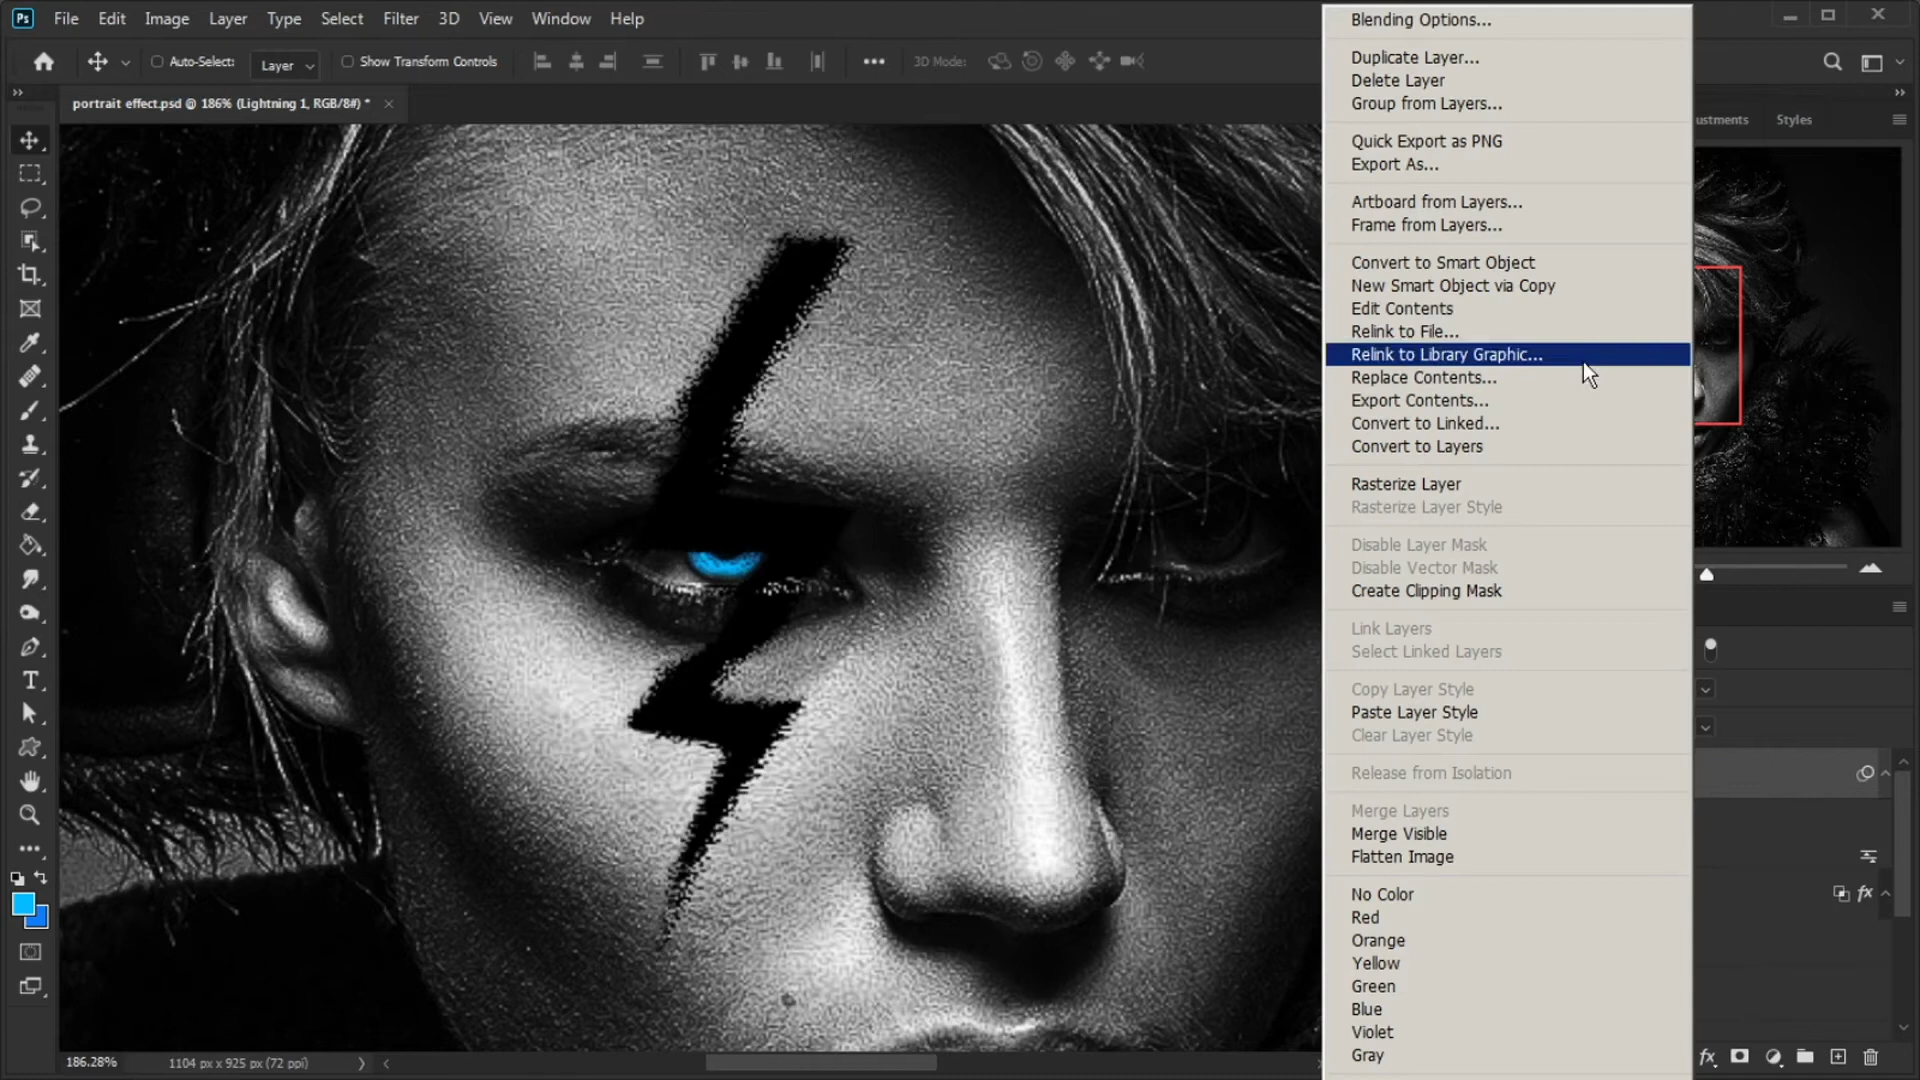 Ps File Edit Image Layer Type Select Filter 3D View Window Help
Auto-Select: Layer Show Transform Controls 3D Mode:
portrait effect.psd @ 186% (Lightning 1, RGB/8#) *
ustments Styles
Blending Options...
Duplicate Layer...
Delete Layer
Group from Layers...
Quick Export as PNG
Export As...
Artboard from Layers...
Frame from Layers...
Convert to Smart Object
New Smart Object via Copy
Edit Contents
Relink to File...
Relink to Library Graphic...
Replace Contents...
Export Contents...
Convert to Linked...
Convert to Layers
Rasterize Layer
Rasterize Layer Style
Disable Layer Mask
Disable Vector Mask
Create Clipping Mask
Link Layers
Select Linked Layers
Copy Layer Style
Paste Layer Style
Clear Layer Style
Release from Isolation
Merge Layers
Merge Visible
Flatten Image
No Color
Red
Orange
Yellow
Green
Blue
Violet
Gray
fx
186.28% 1104 px x 925 px (72 ppi)
fx